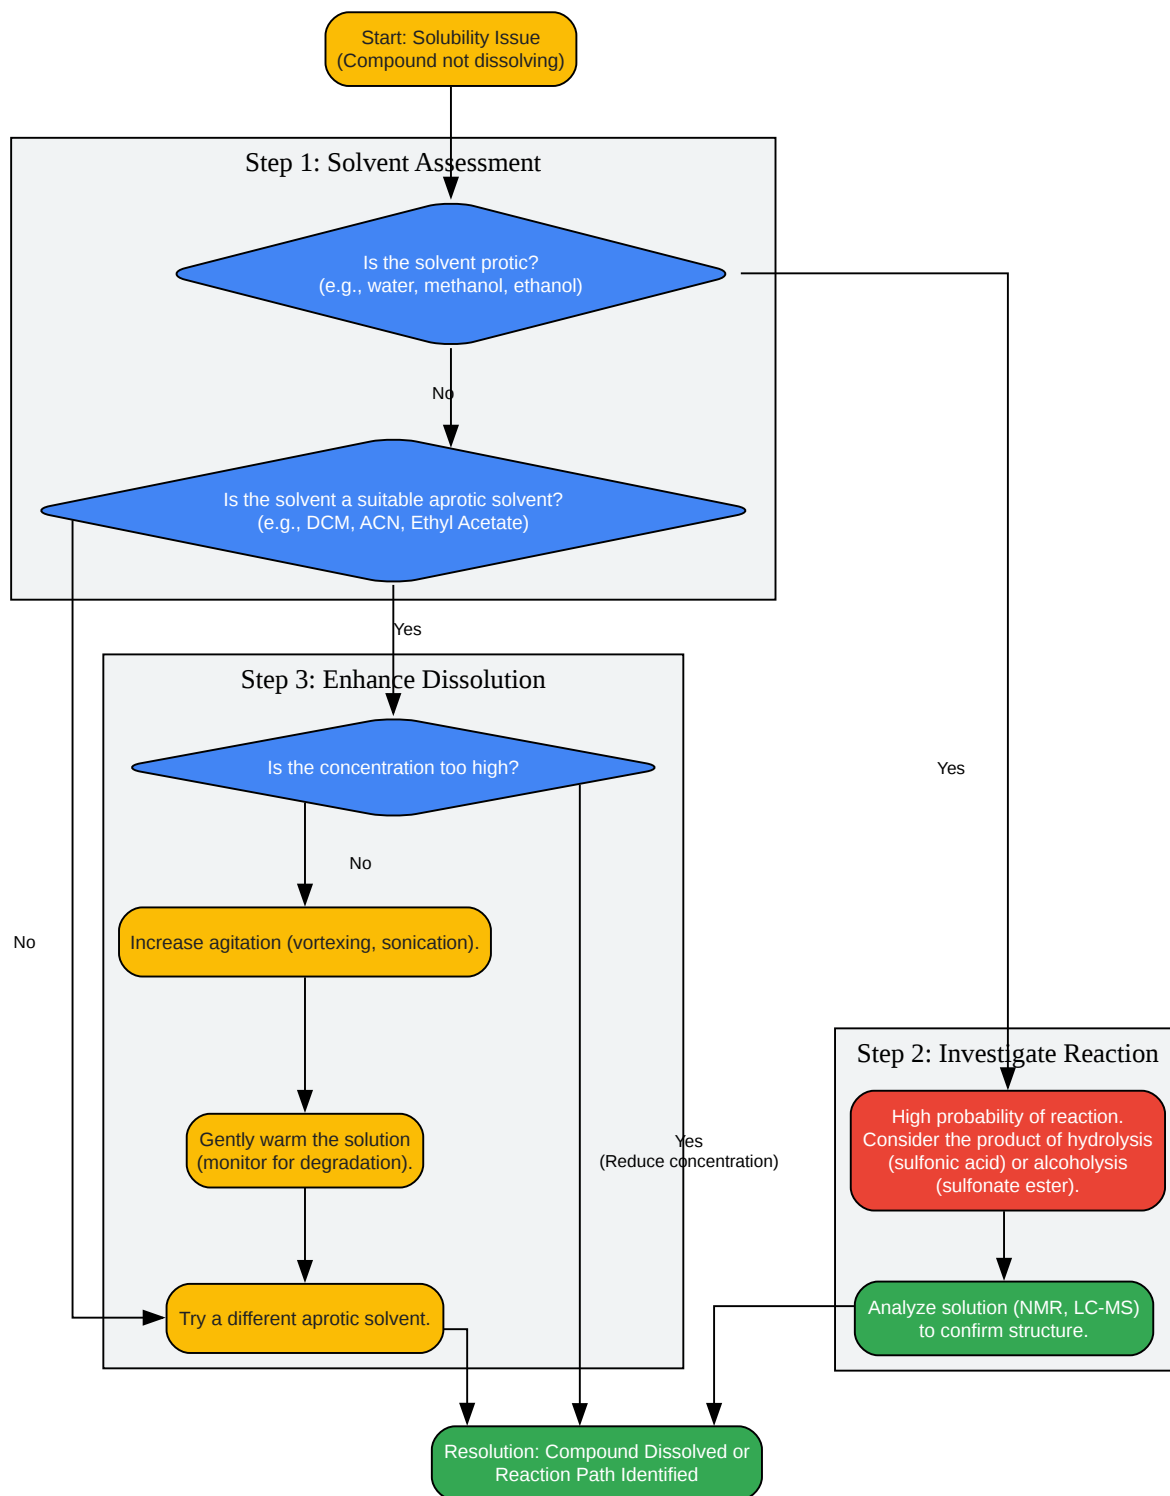 Start: Solubility Issue
(Compound not dissolving)
Step 1: Solvent Assessment
Is the solvent protic?
(e.g., water, methanol, ethanol)
No
Is the solvent a suitable aprotic solvent?
(e.g., DCM, ACN, Ethyl Acetate)
Yes
Step 3: Enhance Dissolution
Is the concentration too high?
Yes
No
Increase agitation (vortexing, sonication).
No
Step 2: Investigate Reaction
High probability of reaction.
Consider the product of hydrolysis
(sulfonic acid) or alcoholysis
(sulfonate ester).
Gently warm the solution
(monitor for degradation).
Yes
(Reduce concentration)
Try a different aprotic solvent.
Analyze solution (NMR, LC-MS)
to confirm structure.
Resolution: Compound Dissolved or
Reaction Path Identified